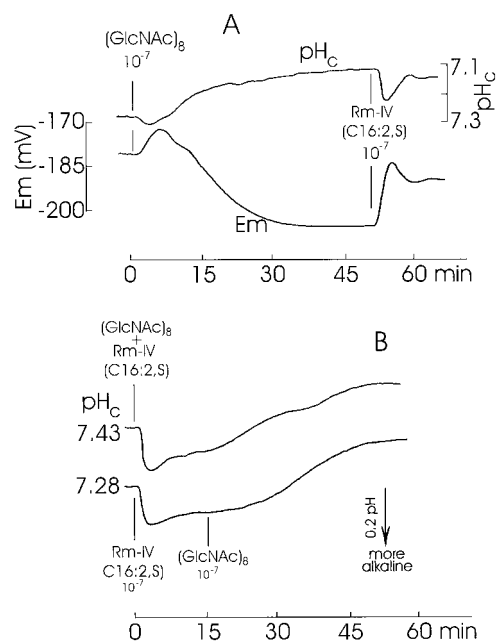 A
(GlcNAc)8
10-7
pHC
7.1
7.3
pHC
Rm-IV
(C16:2,S)
10-7
Em (mV)
-170
-185
-200
Em
0 15 30 45 60 min
B
(GlcNAc)8
+
Rm-IV
(C16:2,S)
pHC
7.43
7.28
Rm-IV
C16:2,S)
10-7
(GlcNAc)8
10-7
0.2 pH
more
alkaline
0 15 30 45 60 min